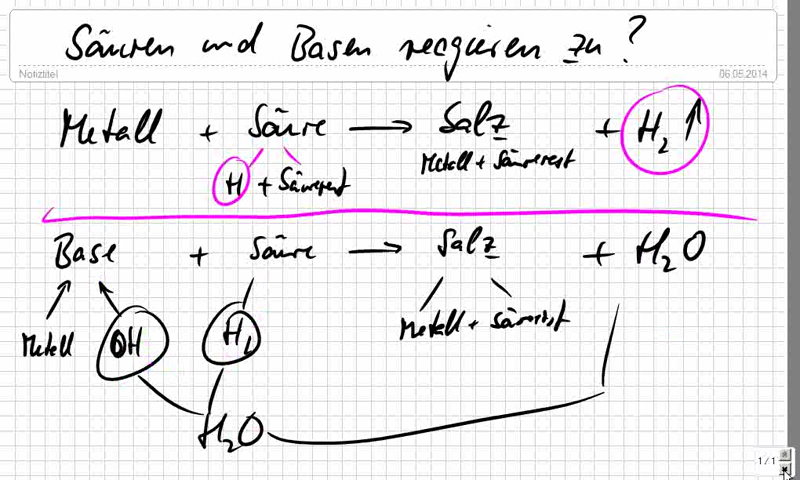 Säuren und Basen reagieren zu?
Notiztitel
06.05.2014
Metall + Säure → Salz + H₂ ↑
H + Säurerest
Metall + Säurerest
Base + Säure → Salz + H₂O
Metall OH H
Metall + Säurerest
H₂O
1/1